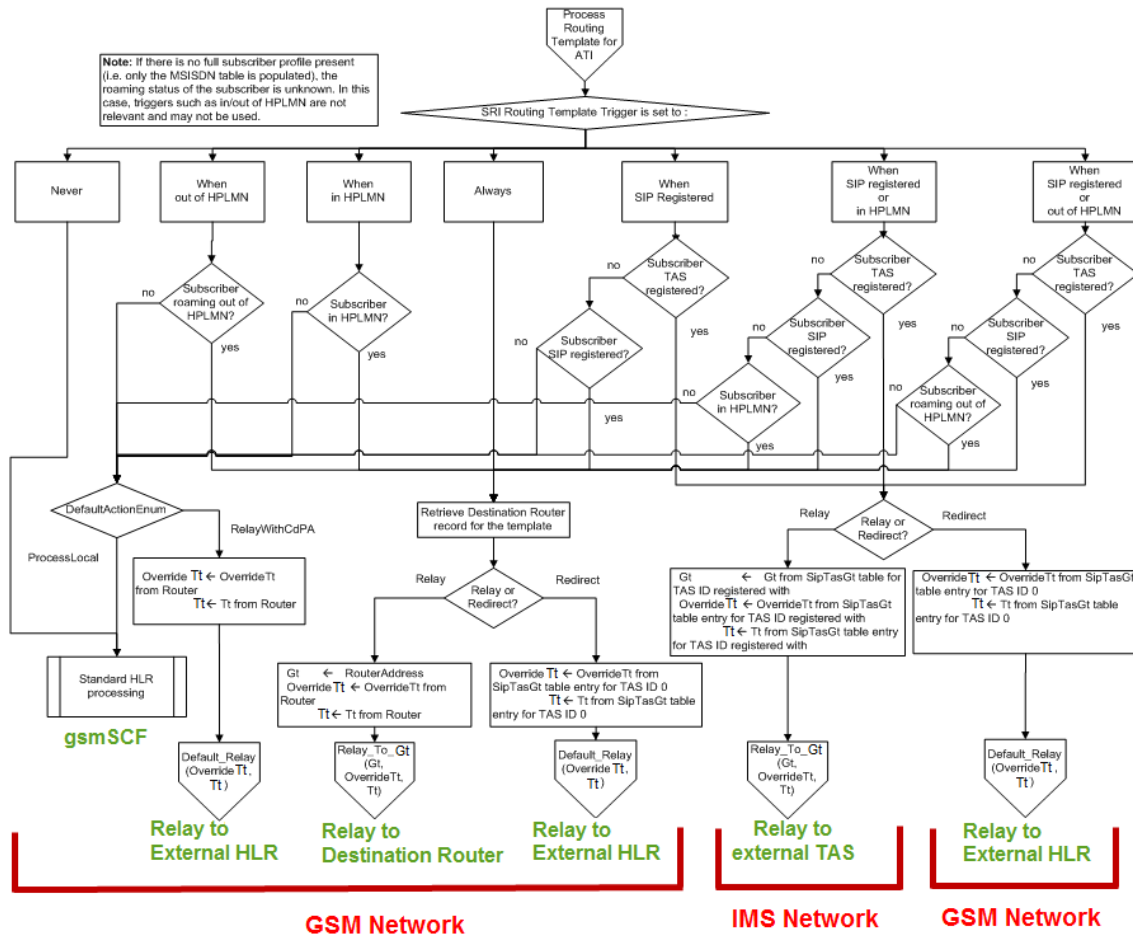 Process
Routing
Template for
ATI
Note: If there is no full subscriber profile present
(i.e. only the MSISDN table is populated), the
roaming status of the subscriber is unknown. In this
case, triggers such as in/out of HPLMN are not
relevant and may not be used.
SRI Routing Template Trigger is set to :
Never
When
out of HPLMN
When
in HPLMN
Always
When
SIP Registered
When
SIP registered
or
in HPLMN
When
SIP registered
or
out of HPLMN
no
Subscriber
TAS
registered?
yes
no
Subscriber
TAS
registered?
yes
no
Subscriber
TAS
registered?
yes
no
Subscriber
roaming out of
HPLMN?
yes
no
Subscriber
in HPLMN?
yes
no
Subscriber
SIP registered?
yes
no
Subscriber
SIP
registered?
yes
no
Subscriber
SIP
registered?
yes
no
Subscriber
in HPLMN?
yes
no
Subscriber
roaming out of
HPLMN?
yes
DefaultActionEnum
ProcessLocal
RelayWithCdPA
Retrieve Destination Router
record for the template
Relay
Relay or
Redirect?
Redirect
Relay
Relay or
Redirect?
Redirect
Override Tt ← OverrideTt
from Router
Tt ← Tt from Router
Gt ← RouterAddress
Override Tt ← OverrideTt from
Router
Tt ← Tt from Router
Override Tt ← OverrideTt from
SipTasGt table entry for TAS ID 0
Tt ← Tt from SipTasGt table
entry for TAS ID 0
Gt ← Gt from SipTasGt table for
TAS ID registered with
Override Tt ← OverrideTt from SipTasGt
table entry for TAS ID registered with
Tt ← Tt from SipTasGt table entry
for TAS ID registered with
Override Tt ← OverrideTt from SipTasGt
table entry for TAS ID 0
Tt ← Tt from SipTasGt table
entry for TAS ID 0
Standard HLR
processing
gsmSCF
Default_Relay
(Override Tt,
Tt)
Relay_To_Gt
(Gt,
OverrideTt,
Tt)
Default_Relay
(Override Tt,
Tt)
Relay_To_Gt
(Gt,
OverrideTt,
Tt)
Default_Relay
(Override Tt,
Tt)
Relay to
External HLR
Relay to
Destination Router
Relay to
External HLR
Relay to
external TAS
Relay to
External HLR
GSM Network
IMS Network
GSM Network